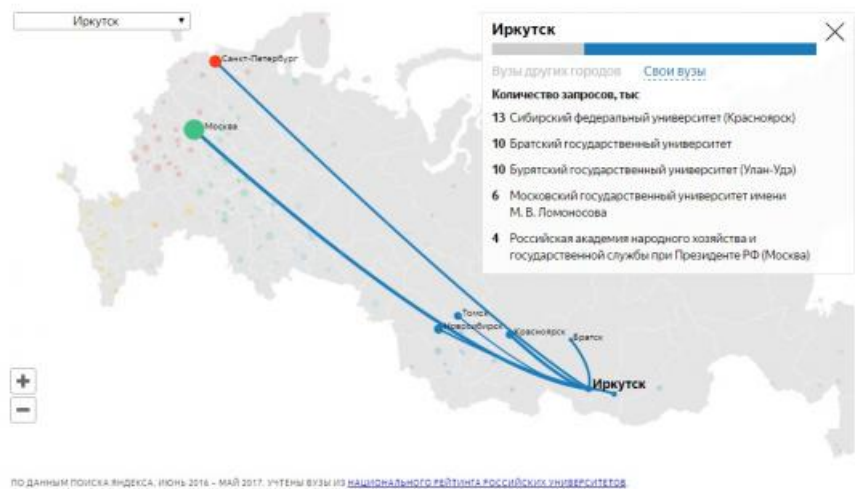 Иркутск
Санкт-Петербург
Москва
Томск
Новосибирск
Красноярск
Братск
Иркутск
Иркутск
Вузы других городов Свои вузы
Количество запросов, тыс
13 Сибирский федеральный университет (Красноярск)
10 Братский государственный университет
10 Бурятский государственный университет (Улан-Удэ)
6 Московский государственный университет имени
М. В. Ломоносова
4 Российская академия народного хозяйства и
государственной службы при Президенте РФ (Москва)
+
−
ПО ДАННЫМ ПОИСКА ЯНДЕКСА, ИЮНЬ 2016 – МАЙ 2017. УЧТЕНЫ ВУЗЫ ИЗ НАЦИОНАЛЬНОГО РЕЙТИНГА РОССИЙСКИХ УНИВЕРСИТЕТОВ.